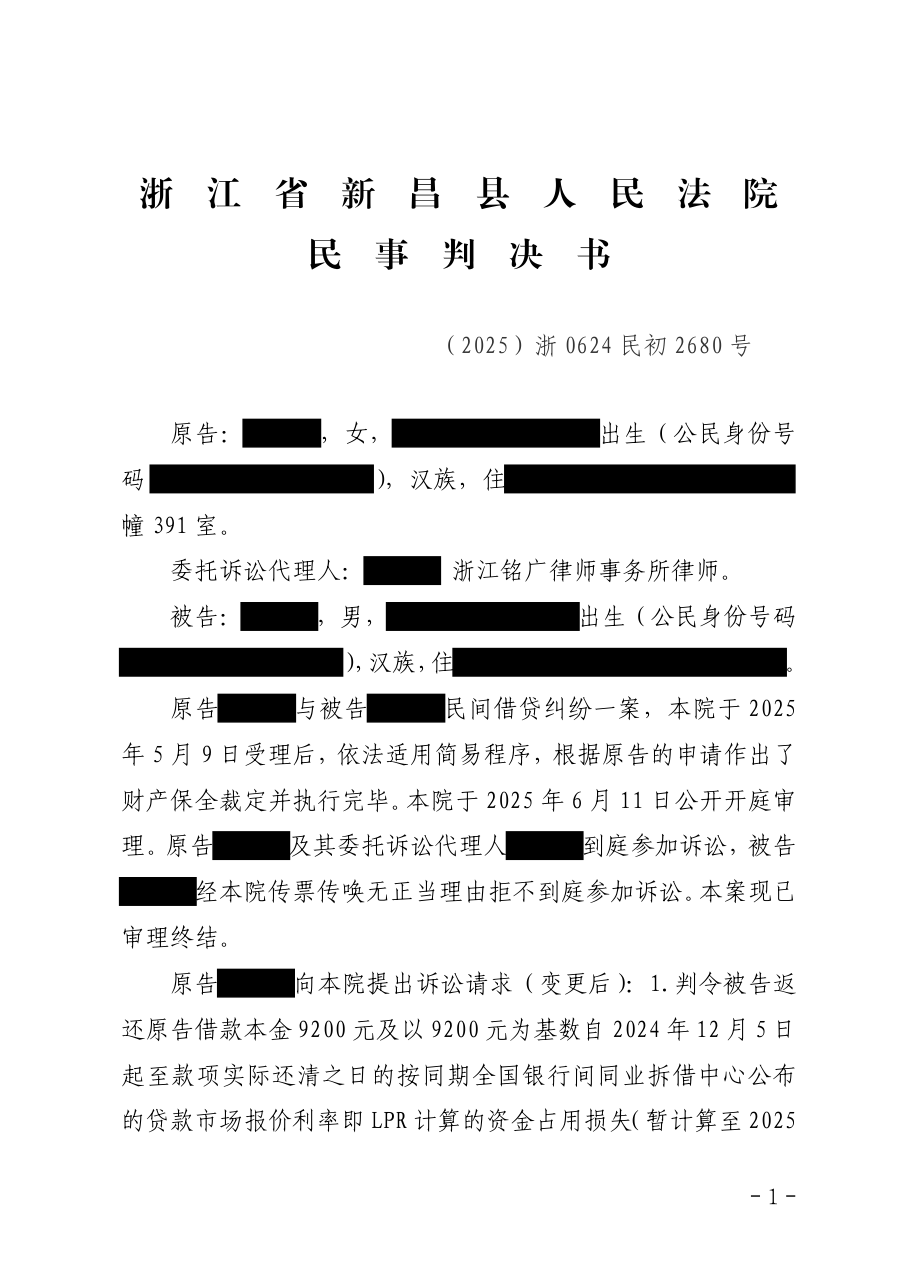 浙江省新昌县人民法院
民事判决书
（2025）浙 0624 民初 2680 号
原告：，女，出生（公民身份号
码），汉族，住
幢 391 室。
委托诉讼代理人：浙江铭广律师事务所律师。
被告：，男，出生（公民身份号码
），汉族，住。
原告与被告民间借贷纠纷一案，本院于 2025
年 5 月 9 日受理后，依法适用简易程序，根据原告的申请作出了
财产保全裁定并执行完毕。本院于 2025 年 6 月 11 日公开开庭审
理。原告及其委托诉讼代理人到庭参加诉讼，被告
经本院传票传唤无正当理由拒不到庭参加诉讼。本案现已
审理终结。
原告向本院提出诉讼请求（变更后）：1.判令被告返
还原告借款本金 9200 元及以 9200 元为基数自 2024 年 12 月 5 日
起至款项实际还清之日的按同期全国银行间同业拆借中心公布
的贷款市场报价利率即 LPR 计算的资金占用损失（暂计算至 2025
- 1 -